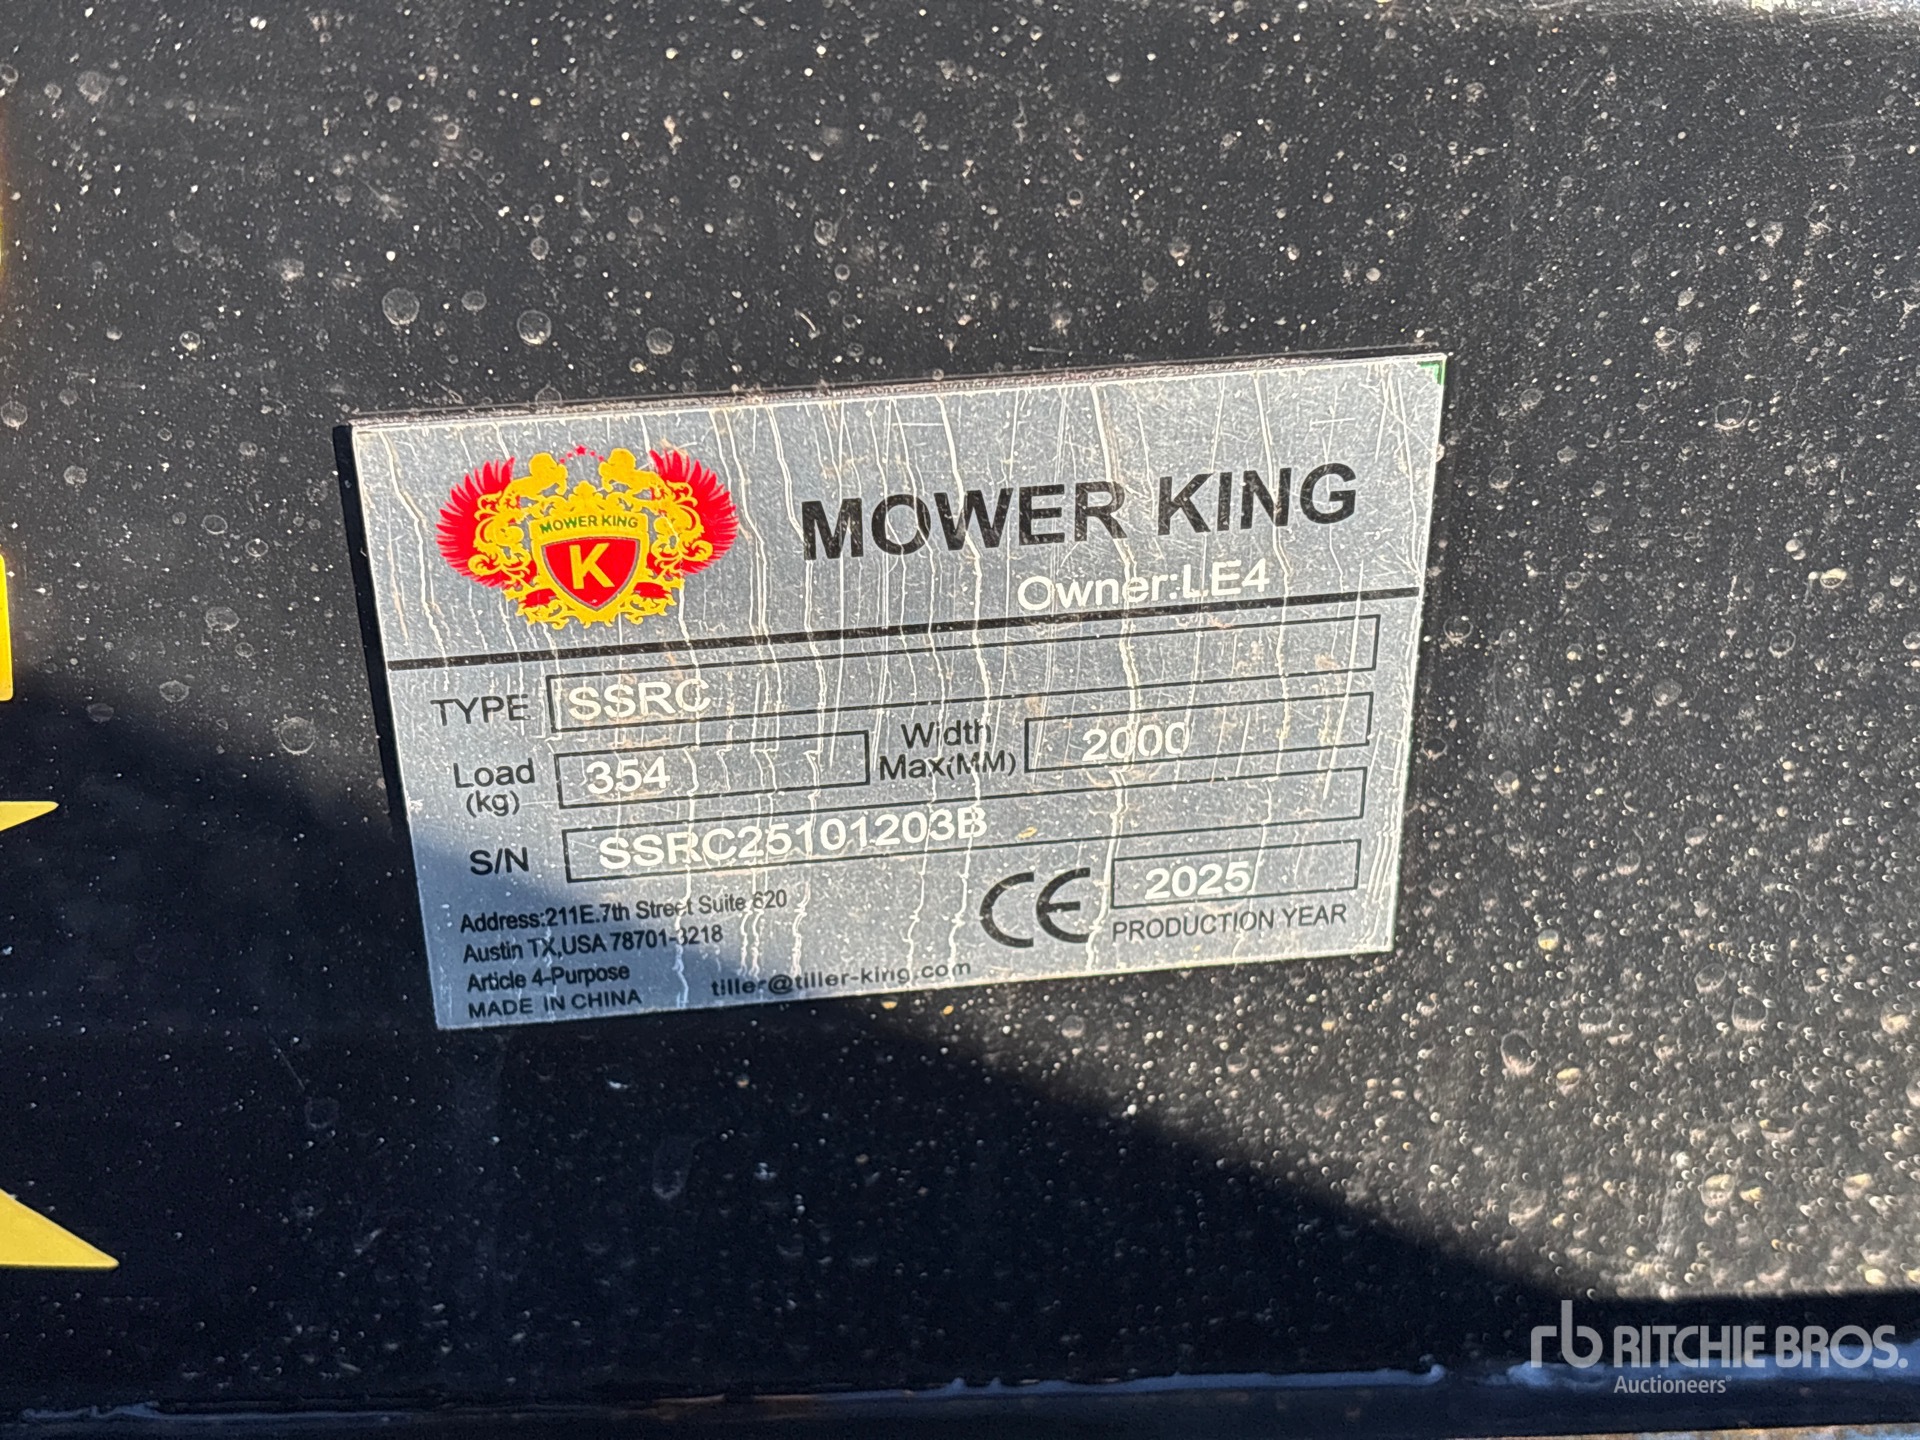 MOWER KING
K
MOWER KING
Owner:LE4
TYPE SSRC
Load (kg) 354 Width Max(MM) 2000
S/N SSRC25101203B
Address:211E.7th Street Suite 620
Austin TX,USA 78701-3218
Article 4-Purpose
MADE IN CHINA
tiller@tiller-king.com
CE 2025
PRODUCTION YEAR
rb RITCHIE BROS.
Auctioneers